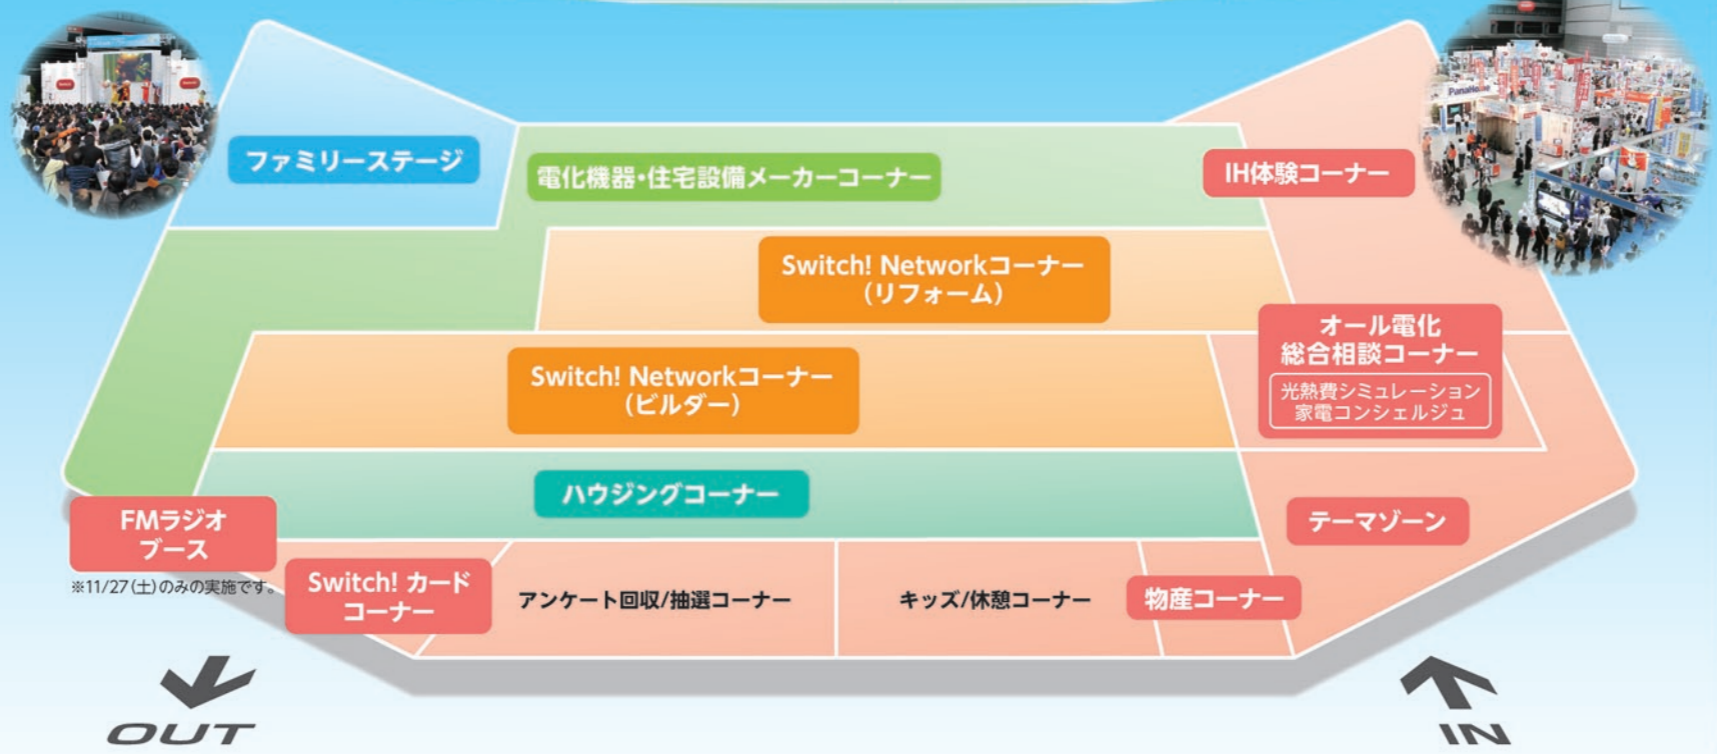 ファミリーステージ
電化機器・住宅設備メーカーコーナー
IH体験コーナー
PanaHome
Switch! Networkコーナー
(リフォーム)
オール電化
総合相談コーナー
光熱費シミュレーション
家電コンシェルジュ
Switch! Networkコーナー
(ビルダー)
ハウジングコーナー
テーマゾーン
FMラジオ
ブース
※11/27(土)のみの実施です。
Switch! カード
コーナー
アンケート回収/抽選コーナー
キッズ/休憩コーナー
物産コーナー
OUT
IN